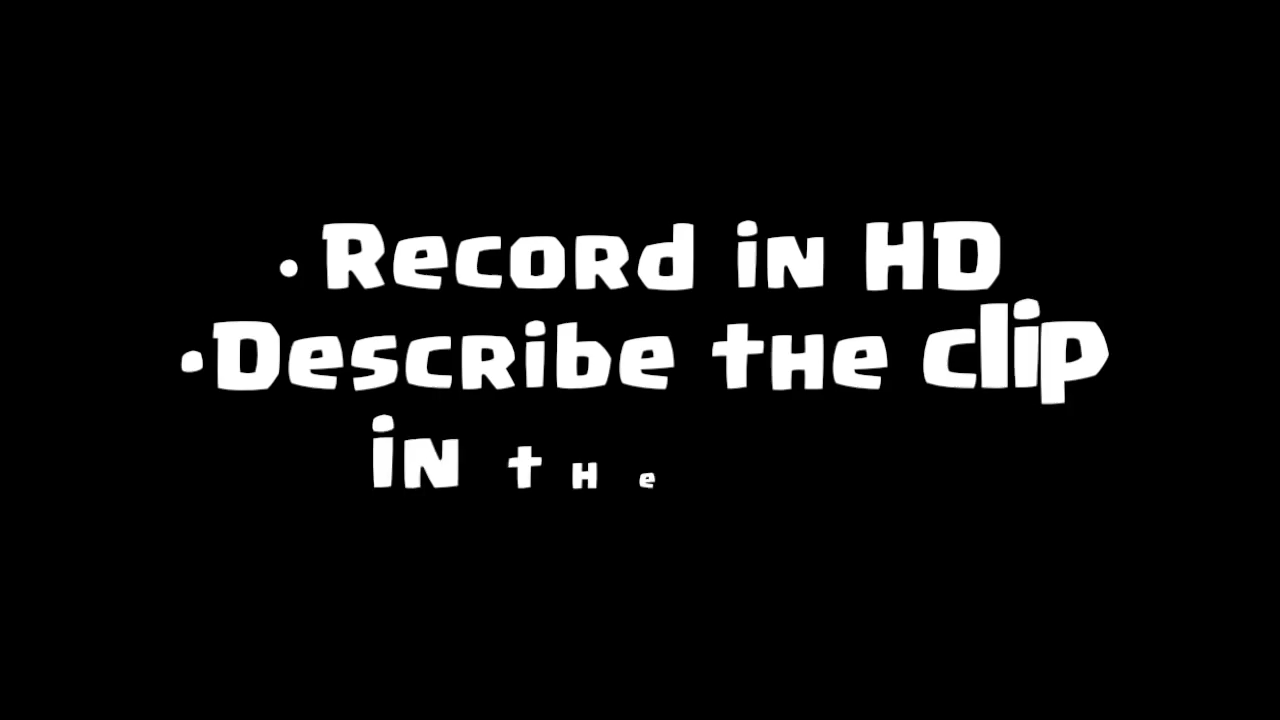 • Record in HD
•Describe the clip
in the